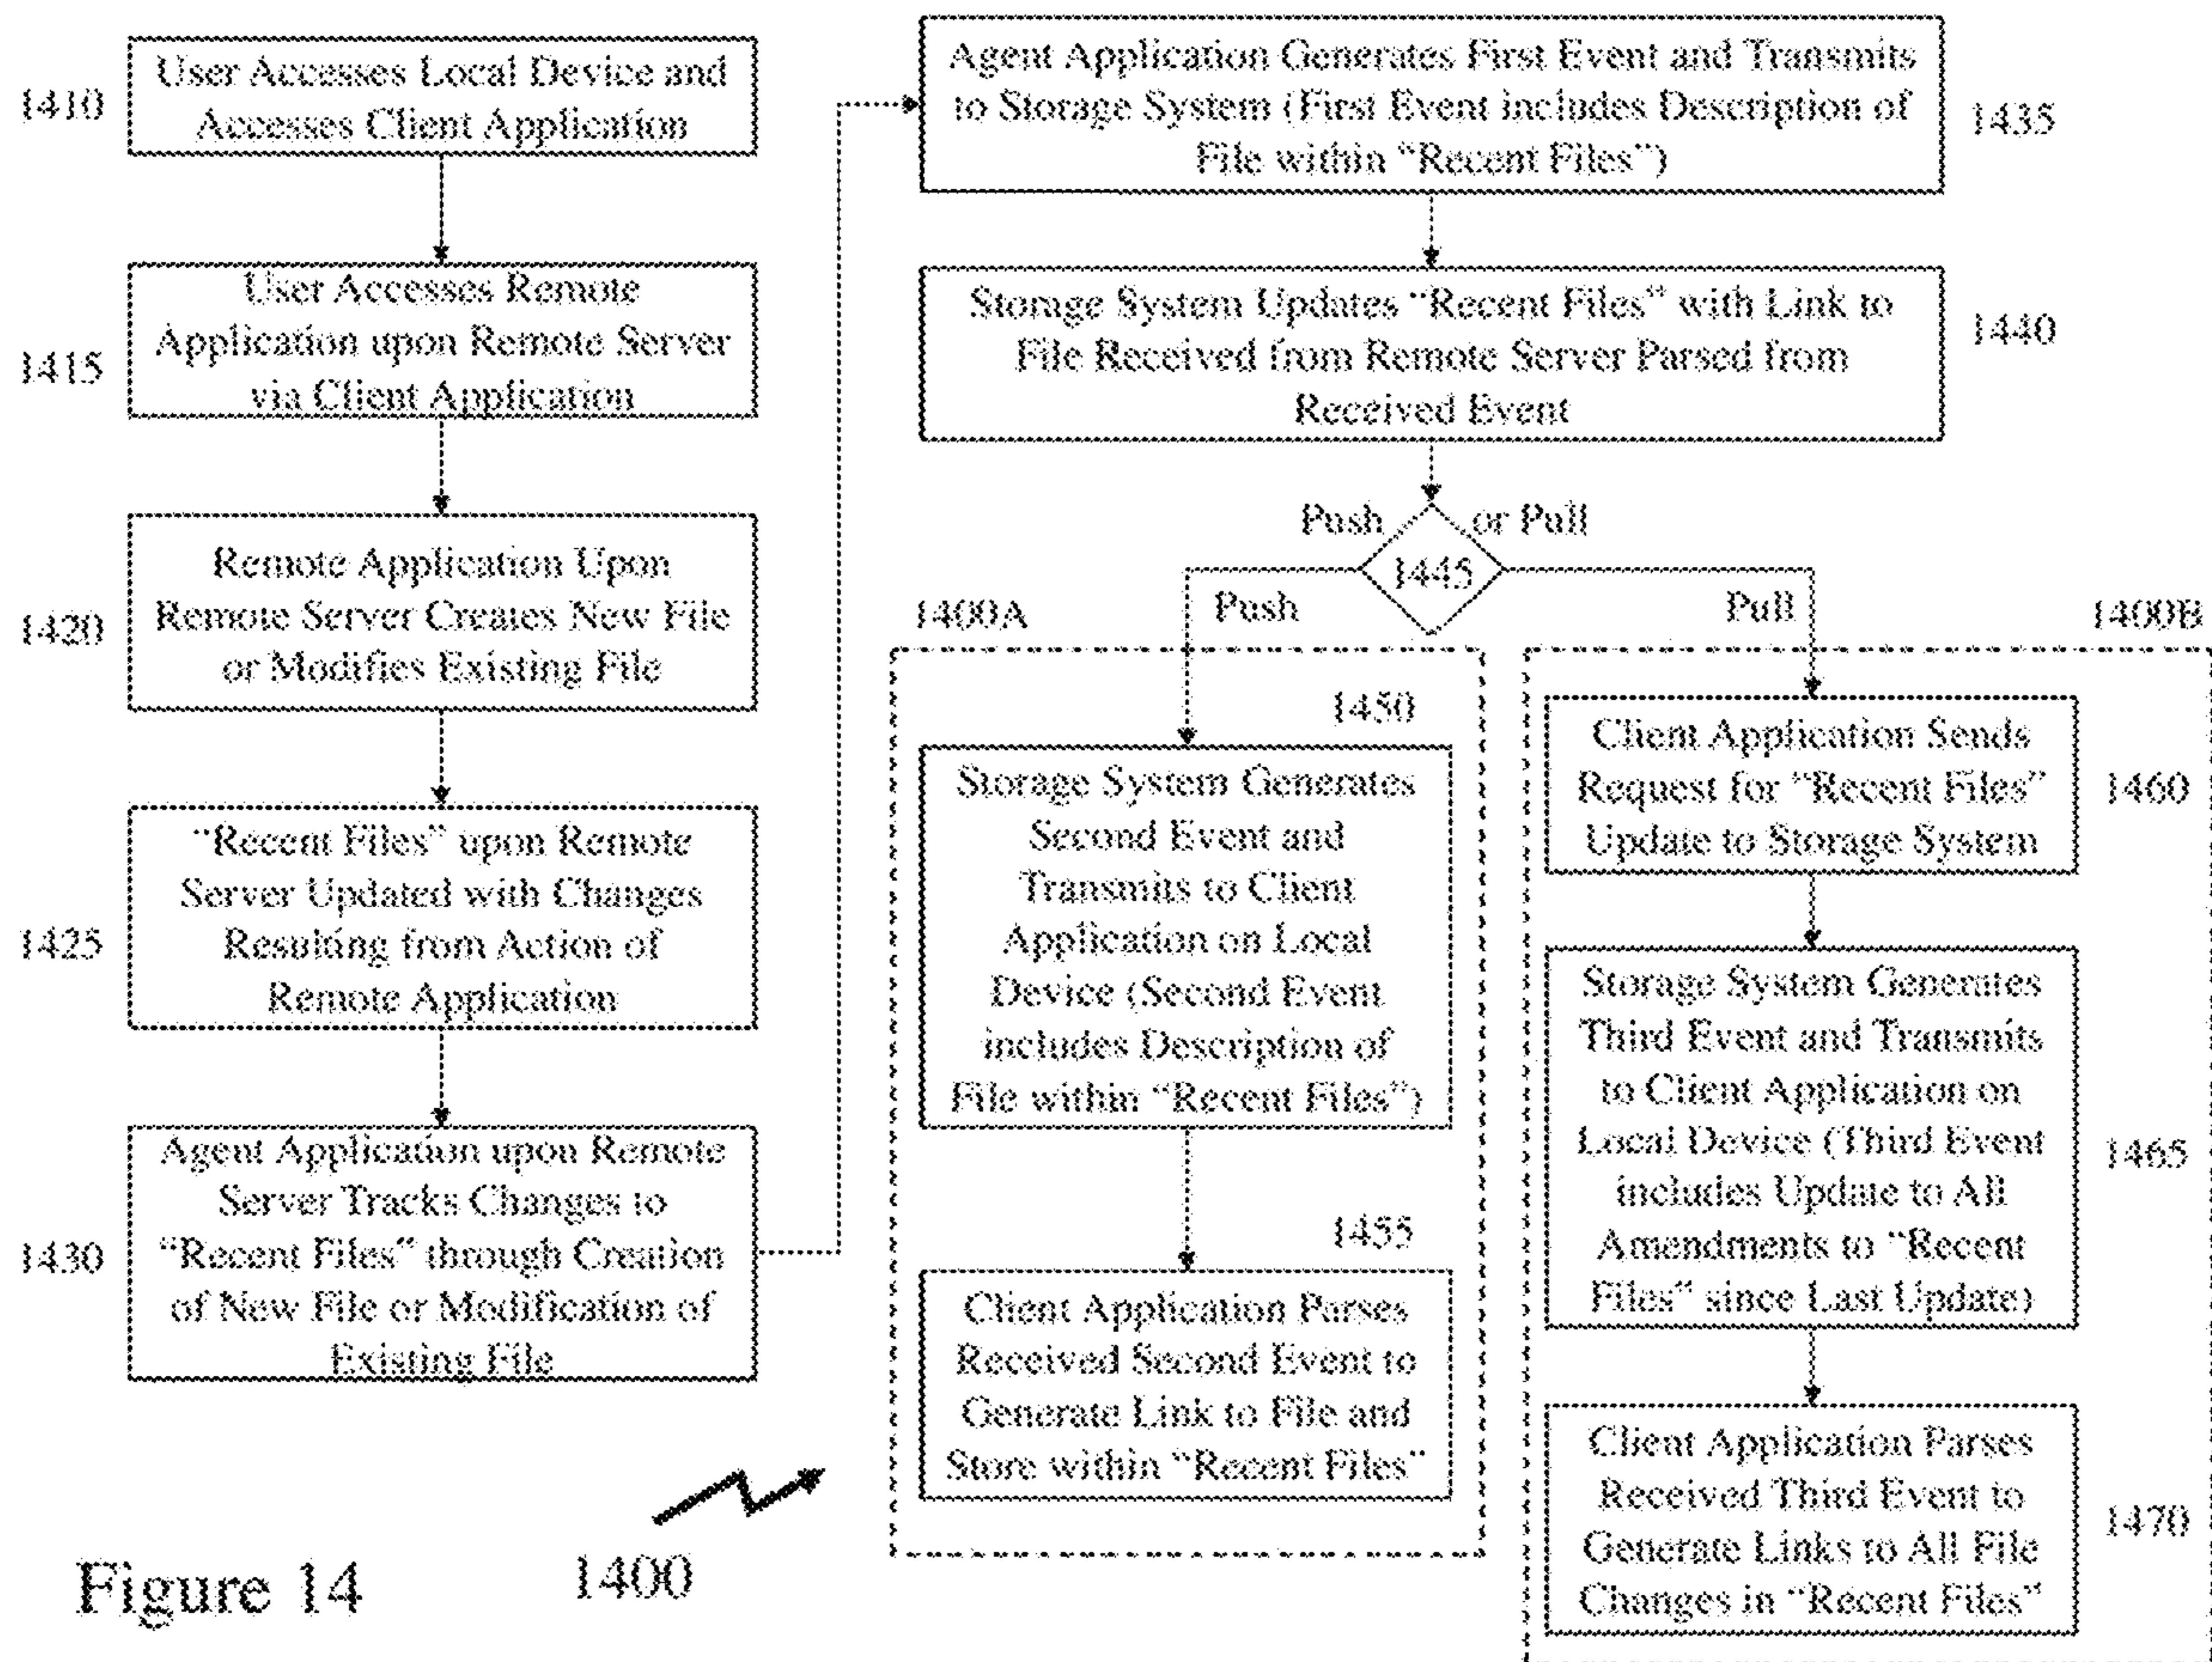 1410
User Accesses Local Device and
Accesses Client Application
1415
User Accesses Remote
Application upon Remote Server
via Client Application
1420
Remote Application Upon
Remote Server Creates New File
or Modifies Existing File
1425
“Recent Files” upon Remote
Server Updated with Changes
Resulting from Action of
Remote Application
1430
Agent Application upon Remote
Server Tracks Changes to
“Recent Files” through Creation
of New File or Modification of
Existing File
Agent Application Generates First Event and Transmits
to Storage System (First Event includes Description of
File within “Recent Files”)
1435
Storage System Updates “Recent Files” with Link to
File Received from Remote Server Parsed from
Received Event
1440
Push or Pull
1445
Push
Pull
1400A
1450
Storage System Generates
Second Event and
Transmits to Client
Application on Local
Device (Second Event
includes Description of
File within “Recent Files”)
1455
Client Application Parses
Received Second Event to
Generate Link to File and
Store within “Recent Files”
1400B
Client Application Sends
Request for “Recent Files”
Update to Storage System
1460
Storage System Generates
Third Event and Transmits
to Client Application on
Local Device (Third Event
includes Update to All
Amendments to “Recent
Files” since Last Update)
1465
Client Application Parses
Received Third Event to
Generate Links to All File
Changes in “Recent Files”
1470
Figure 14
1400